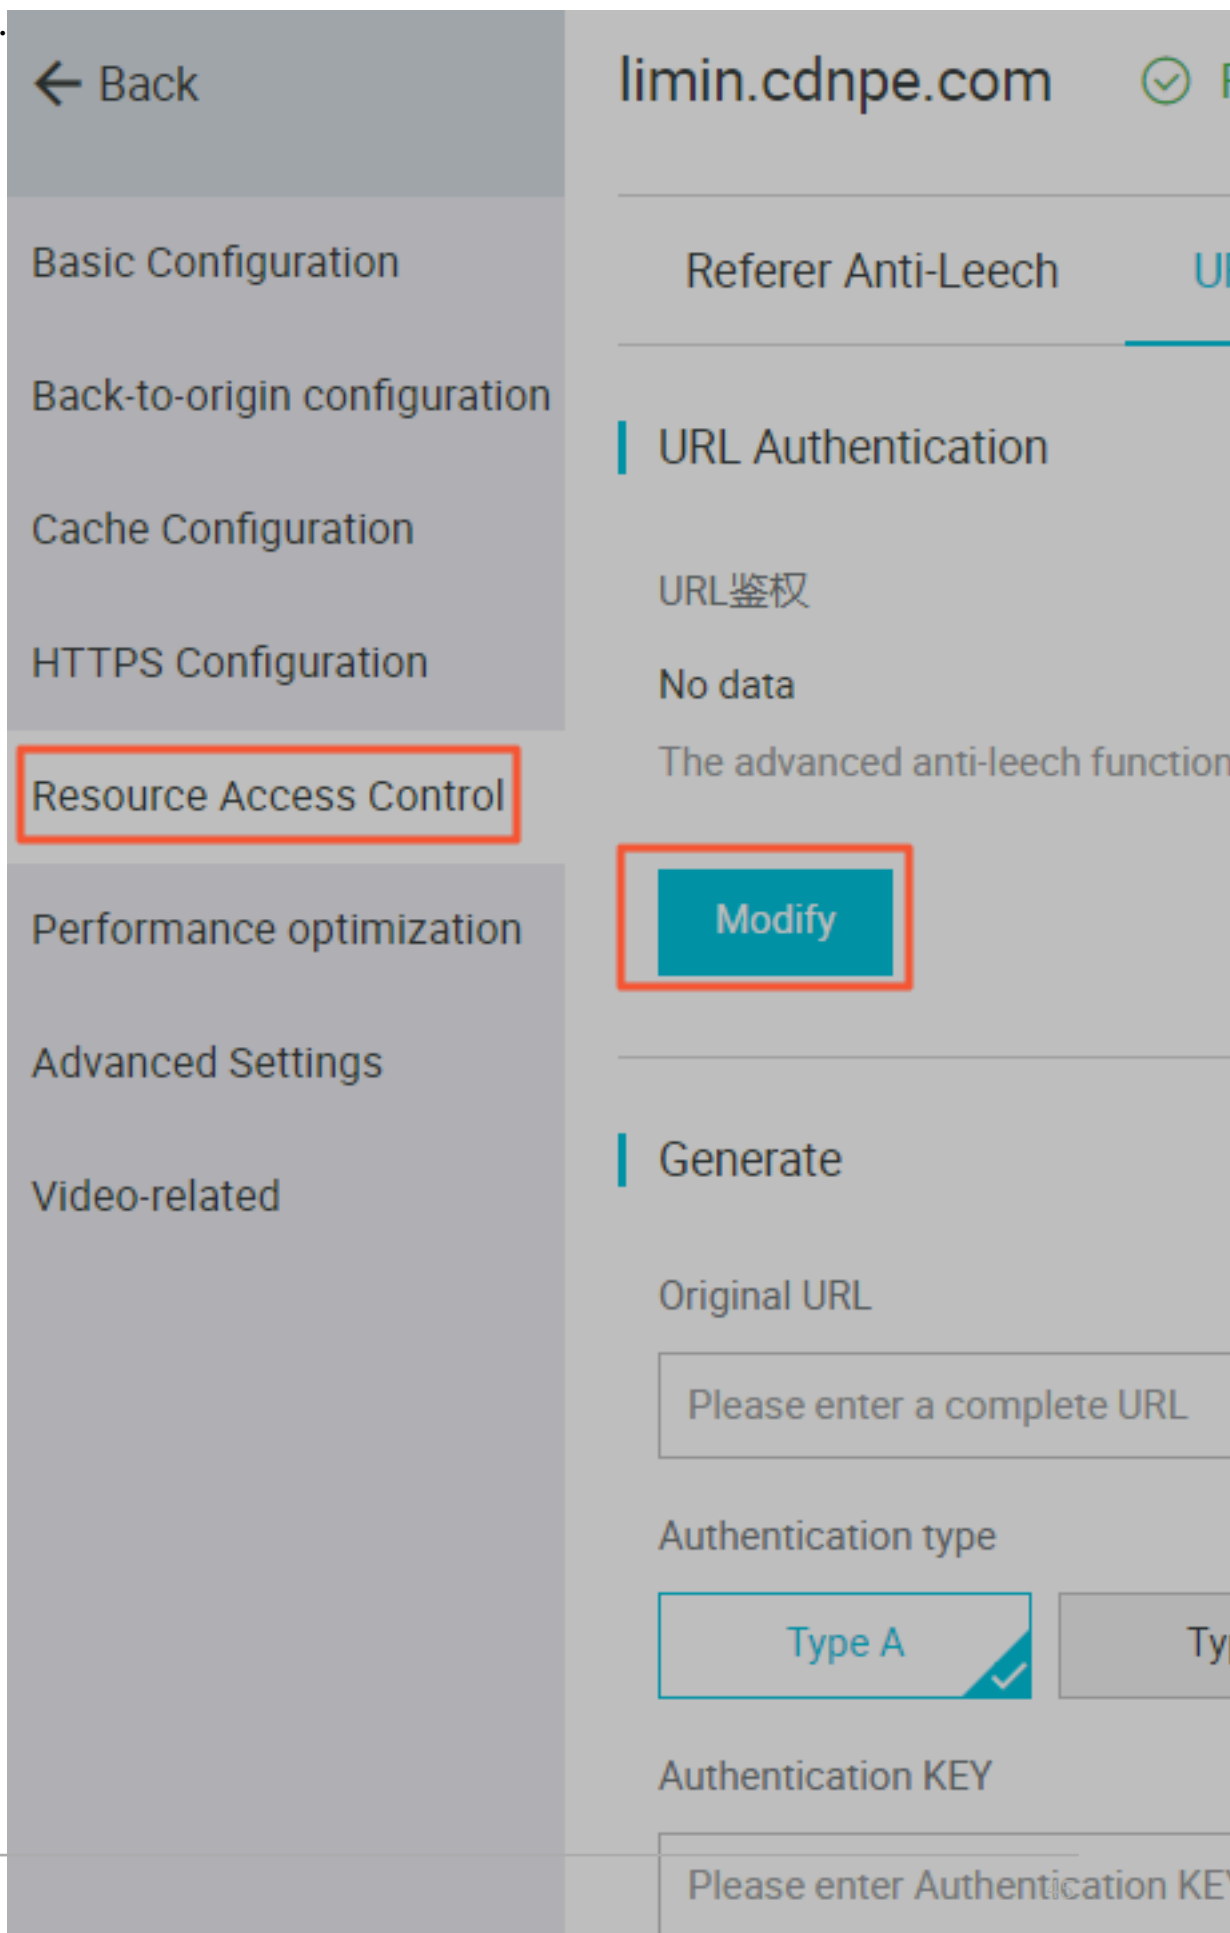 Back
limin.cdnpe.com
Basic Configuration
Back-to-origin configuration
Cache Configuration
HTTPS Configuration
Resource Access Control
Performance optimization
Advanced Settings
Video-related
Referer Anti-Leech
URL Authentication
URL鉴权
No data
The advanced anti-leech function
Modify
Generate
Original URL
Please enter a complete URL
Authentication type
Type A
Authentication KEY
Please enter Authentication KEY